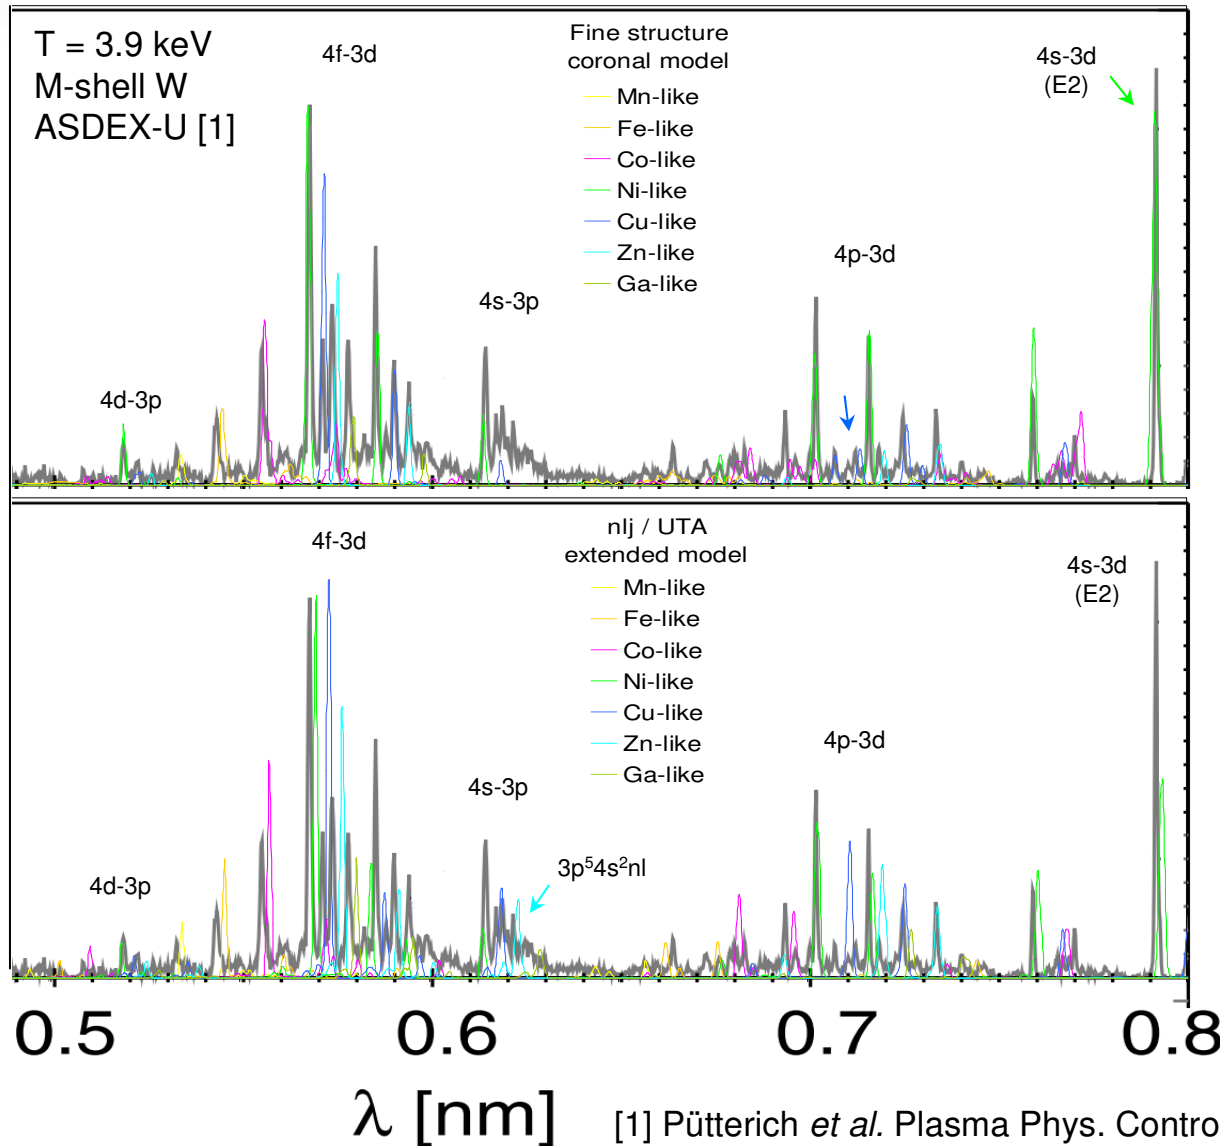 T = 3.9 keV
M-shell W
ASDEX-U [1]
4f-3d
Fine structure
coronal model
Mn-like
Fe-like
Co-like
Ni-like
Cu-like
Zn-like
Ga-like
4s-3d
(E2)
4p-3d
4s-3p
4d-3p
4f-3d
nlj / UTA
extended model
Mn-like
Fe-like
Co-like
Ni-like
Cu-like
Zn-like
Ga-like
4s-3d
(E2)
4p-3d
4s-3p
3p⁵4s²nl
4d-3p
0.5 0.6 0.7 0.8
λ [nm]
[1] Pütterich et al. Plasma Phys. Contro